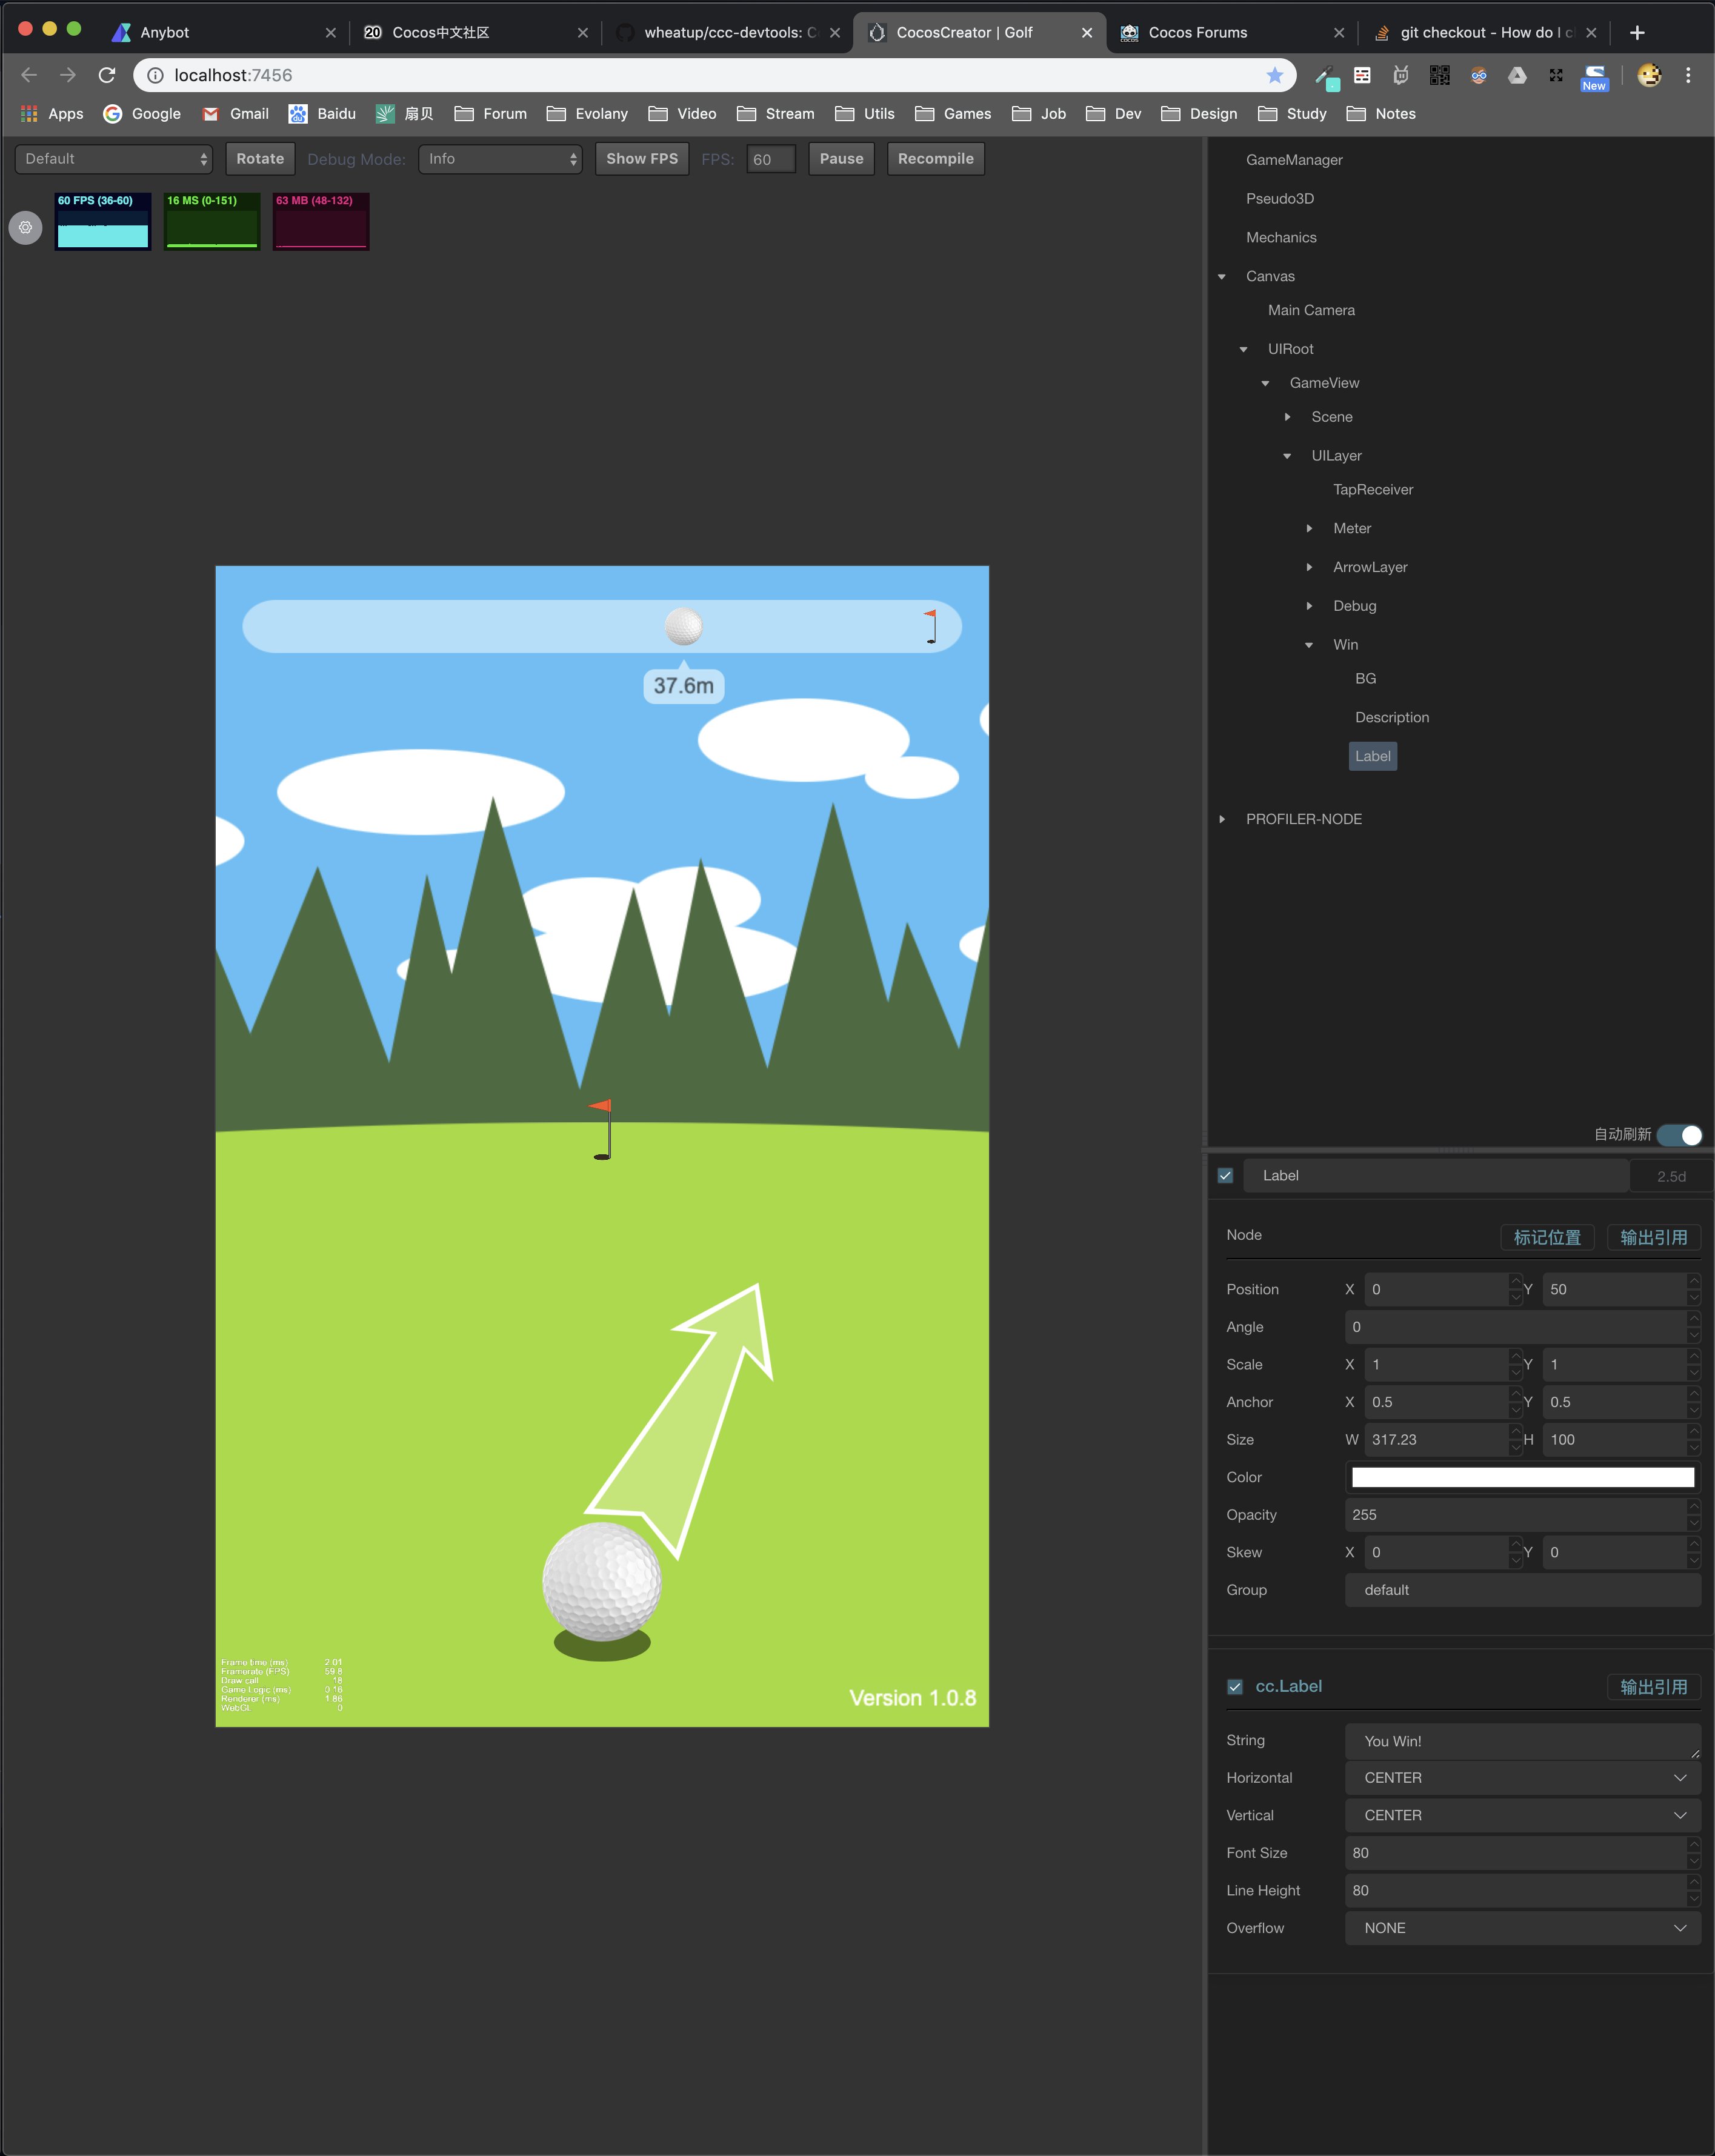 Anybot
Cocos中文社区
wheatup/ccc-devtools: C
CocosCreator | Golf
Cocos Forums
git checkout - How do I cl
localhost:7456
New
Apps
Google
Gmail
Baidu
扇贝
Forum
Evolany
Video
Stream
Utils
Games
Job
Dev
Design
Study
Notes
Default
Rotate
Debug Mode:
Info
Show FPS
FPS:
60
Pause
Recompile
60 FPS (36-60)
16 MS (0-151)
63 MB (48-132)
37.6m
Frame time (ms) 2.01
Framerate (FPS) 59.8
Draw call 18
Game Logic (ms) 0.16
Renderer (ms) 1.86
WebGL 0
Version 1.0.8
GameManager
Pseudo3D
Mechanics
Canvas
Main Camera
UIRoot
GameView
Scene
UILayer
TapReceiver
Meter
ArrowLayer
Debug
Win
BG
Description
Label
PROFILER-NODE
自动刷新
Label
2.5d
Node
标记位置
输出引用
Position X 0 Y 50
Angle 0
Scale X 1 Y 1
Anchor X 0.5 Y 0.5
Size W 317.23 H 100
Color
Opacity 255
Skew X 0 Y 0
Group default
cc.Label
输出引用
String You Win!
Horizontal CENTER
Vertical CENTER
Font Size 80
Line Height 80
Overflow NONE